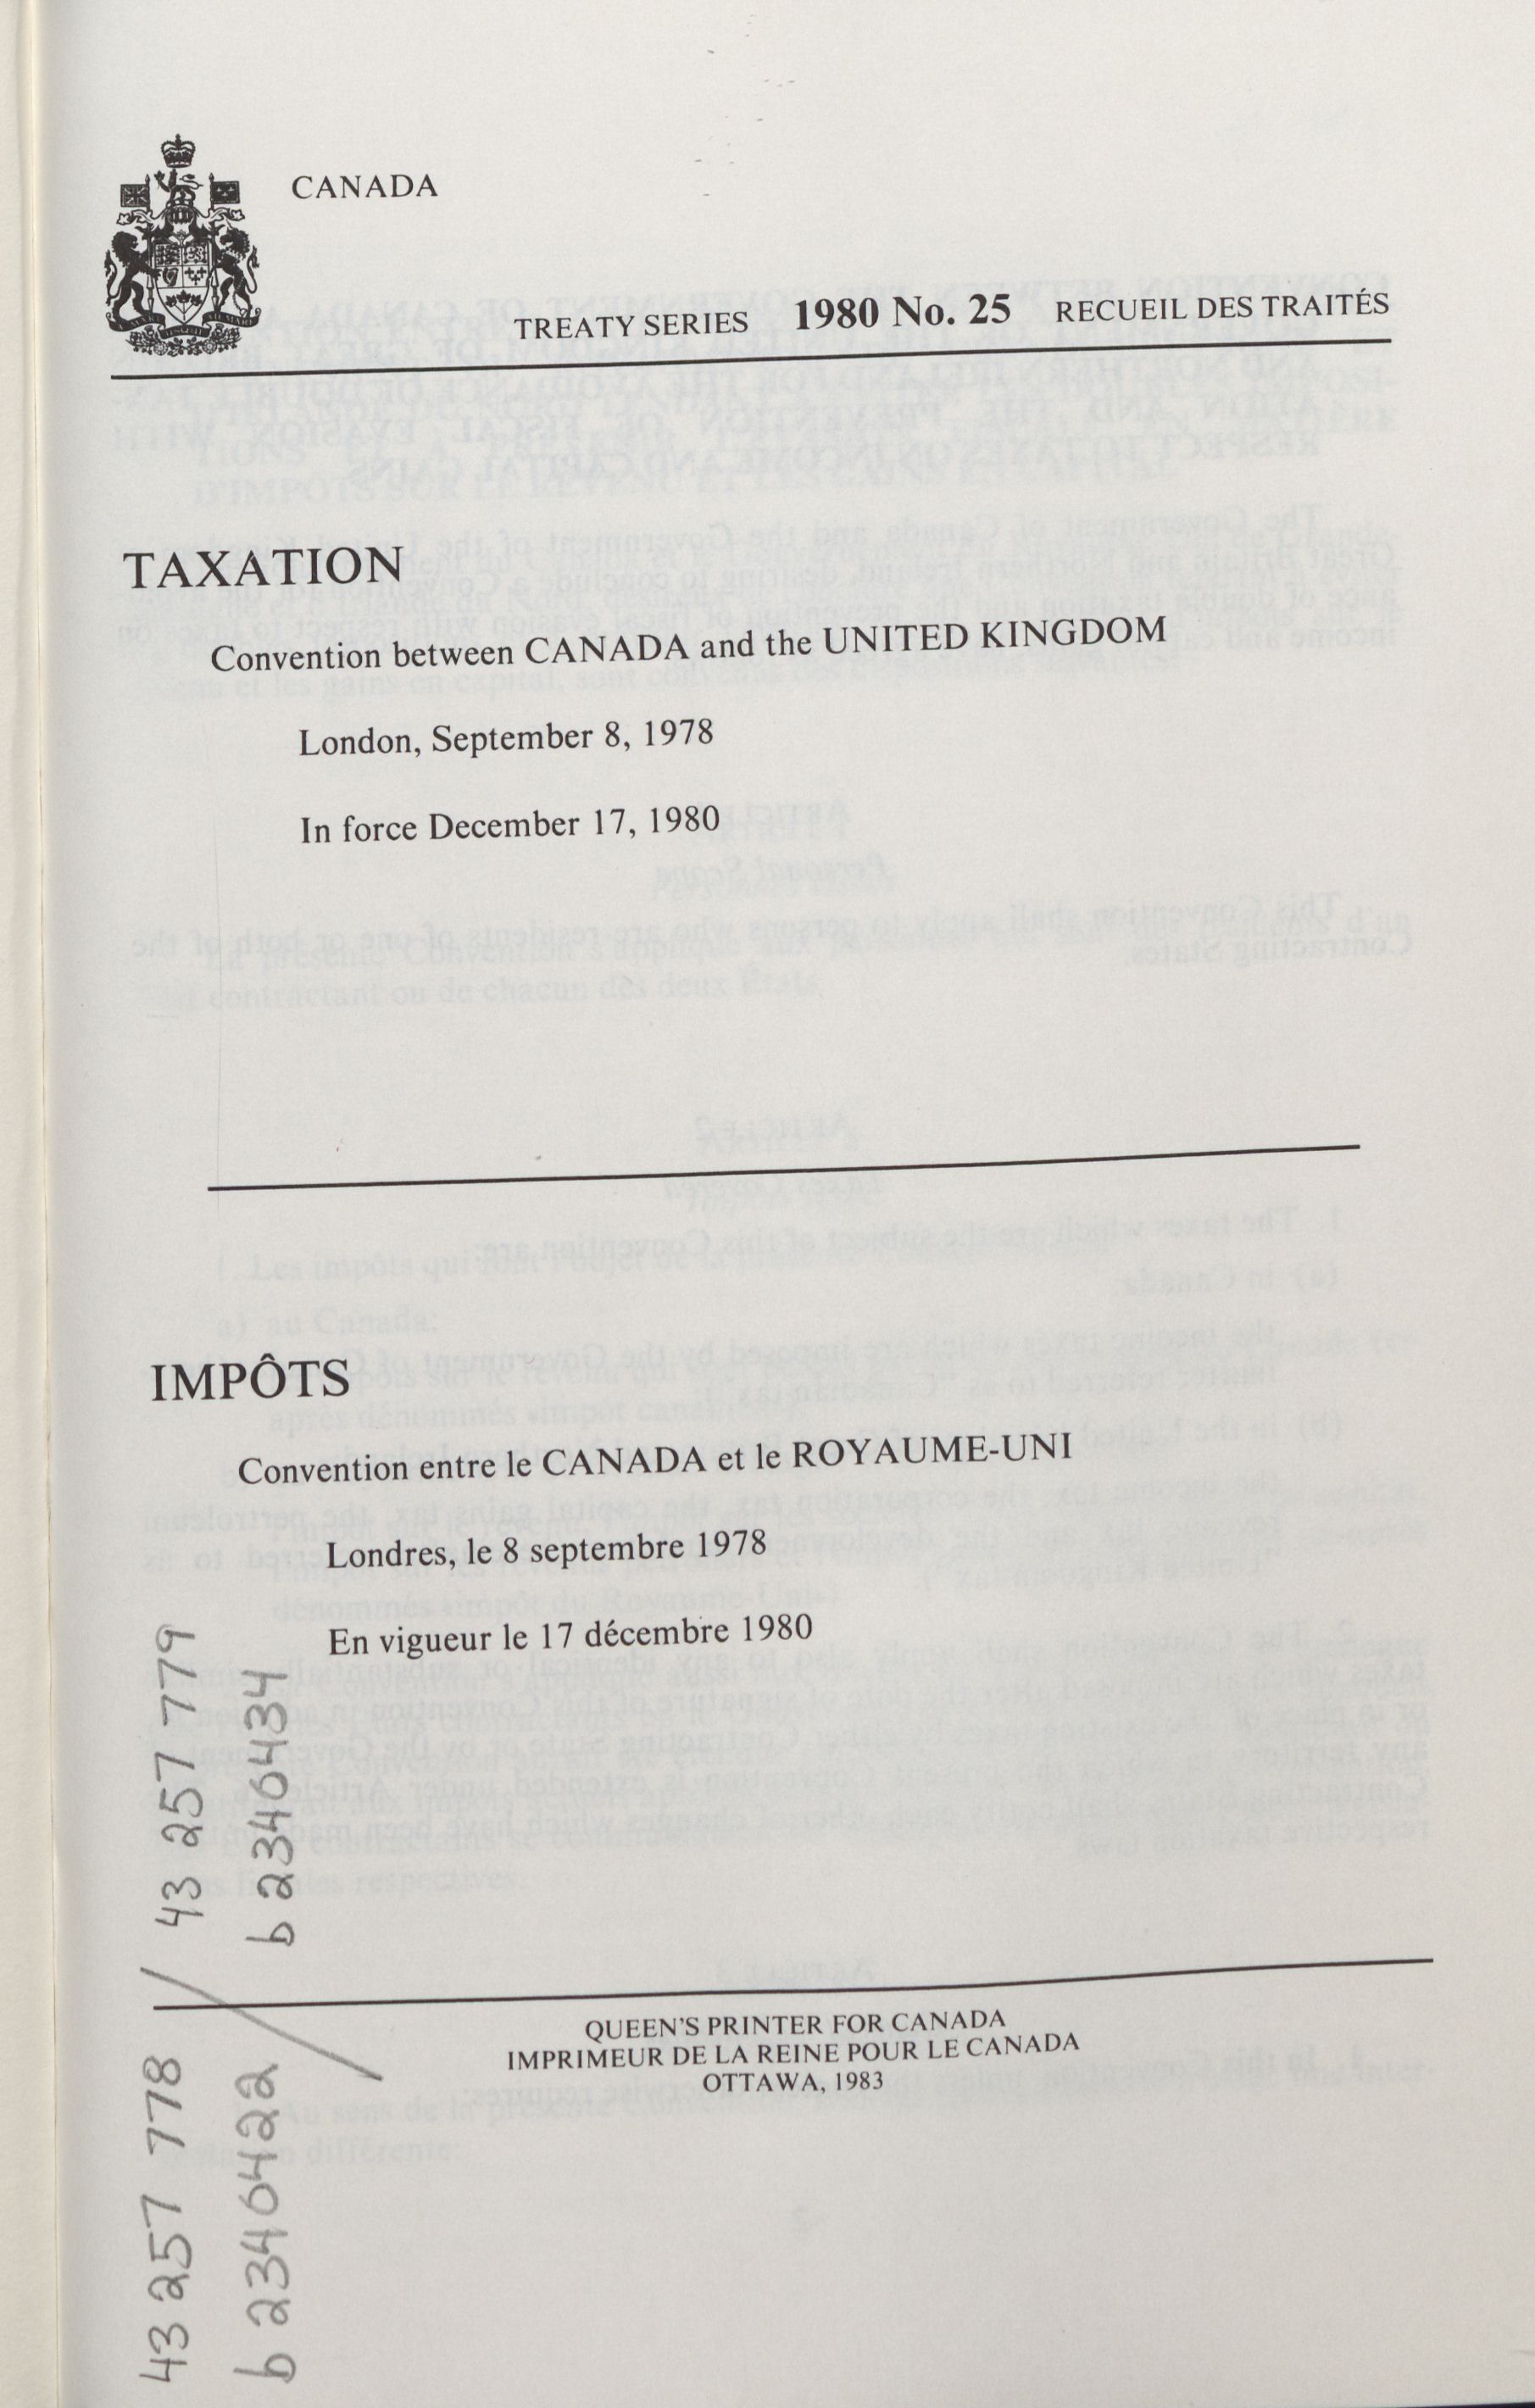 CANADA
TREATY SERIES 1980 No. 25 RECUEIL DES TRAITÉS
TAXATION
Convention between CANADA and the UNITED KINGDOM
London, September 8, 1978
In force December 17, 1980
IMPÔTS
Convention entre le CANADA et le ROYAUME-UNI
Londres, le 8 septembre 1978
En vigueur le 17 décembre 1980
QUEEN'S PRINTER FOR CANADA
IMPRIMEUR DE LA REINE POUR LE CANADA
OTTAWA, 1983
43 257 778 / 43 257 779
b 2346422 / b 2346434